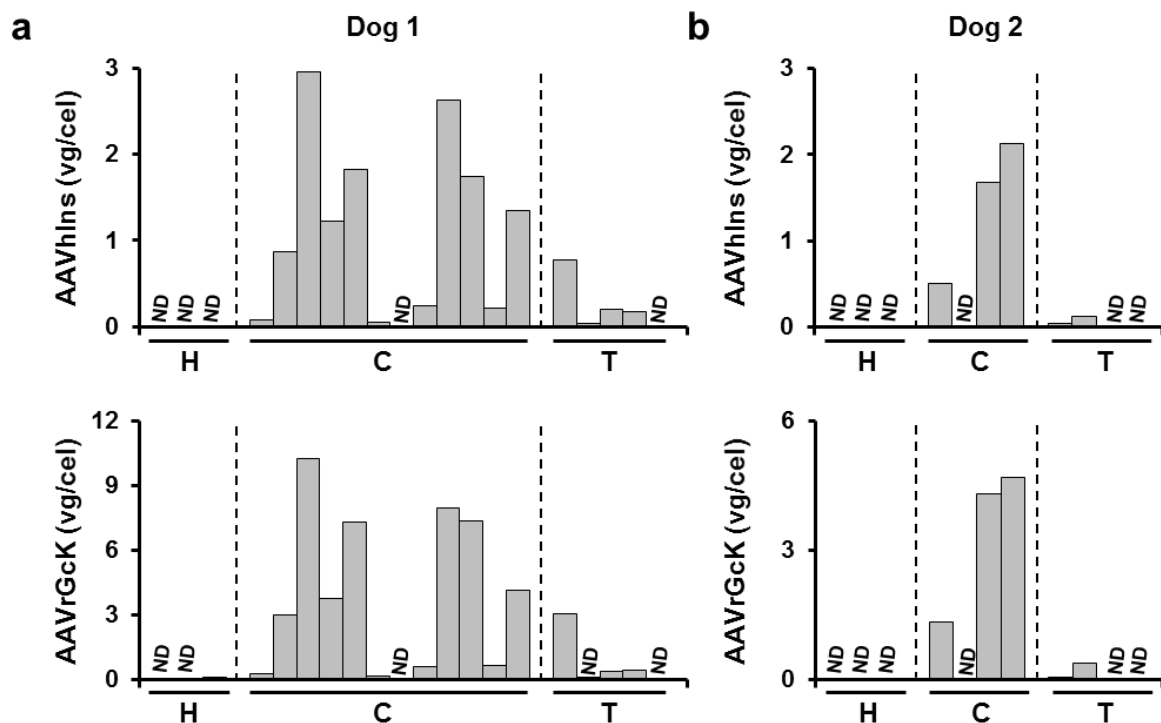 a
Dog 1
b
Dog 2
AAVhIns (vg/cel)
3
2
1
0
ND ND ND
ND
ND
H
C
T
AAVhIns (vg/cel)
3
2
1
0
ND ND ND
ND
ND ND
H
C
T
AAVrGcK (vg/cel)
12
9
6
3
0
ND ND
ND
ND
ND
H
C
T
AAVrGcK (vg/cel)
6
3
0
ND ND ND
ND
ND ND
H
C
T